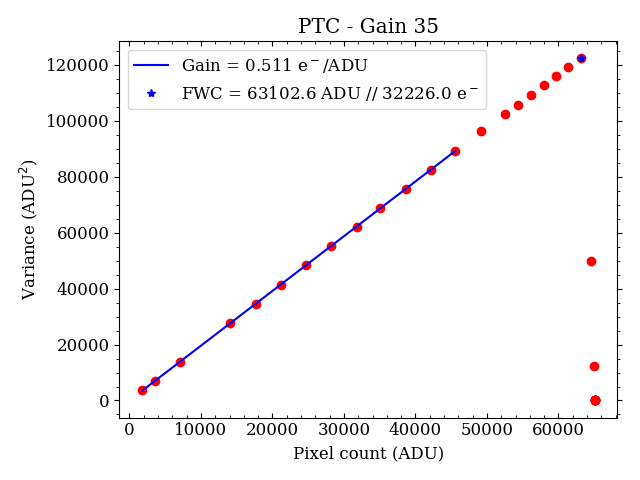 PTC - Gain 35
Gain = 0.511 e⁻/ADU
FWC = 63102.6 ADU // 32226.0 e⁻
120000
100000
80000
60000
40000
20000
0
Variance (ADU²)
0 10000 20000 30000 40000 50000 60000
Pixel count (ADU)